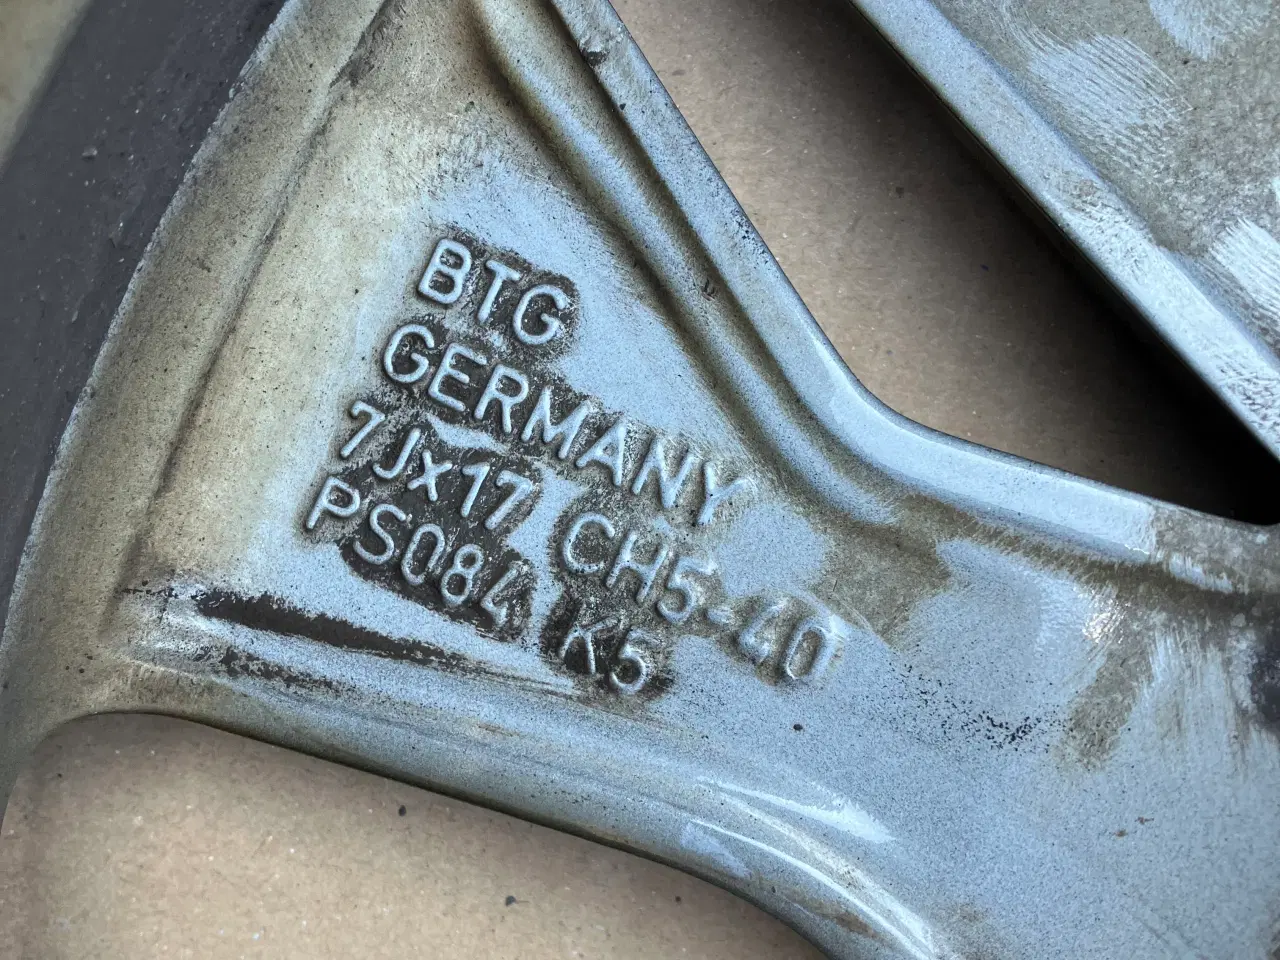 BTG
GERMANY
7Jx17 CH5-40
PS084 K5